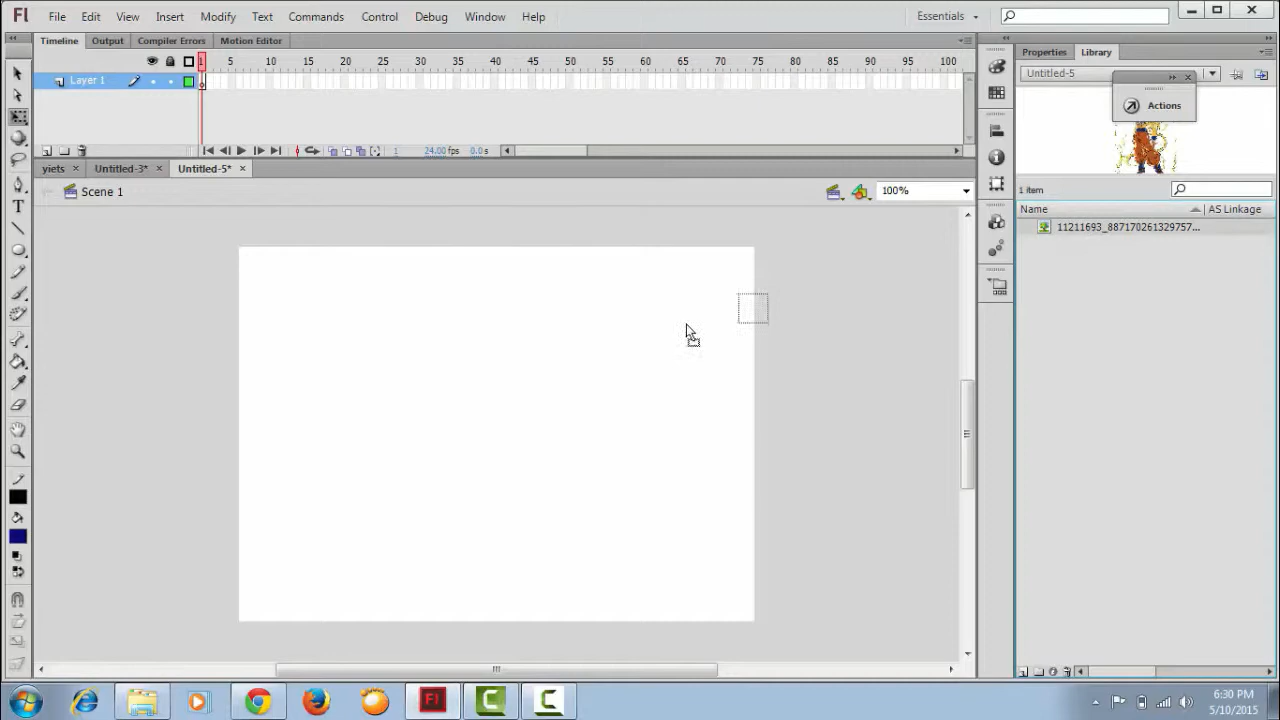 Fl File Edit View Insert Modify Text Commands Control Debug Window Help Essentials
Timeline Output Compiler Errors Motion Editor Properties Library
1 5 10 15 20 25 30 35 40 45 50 55 60 65 70 75 80 85 90 95 100
Untitled-5
Layer 1
Actions
1 24.00 fps 0.0 s
yiets × Untitled-3* × Untitled-5* ×
Scene 1 100%
1 item
Name AS Linkage
11211693_887170261329757...
Fl
6:30 PM
5/10/2015